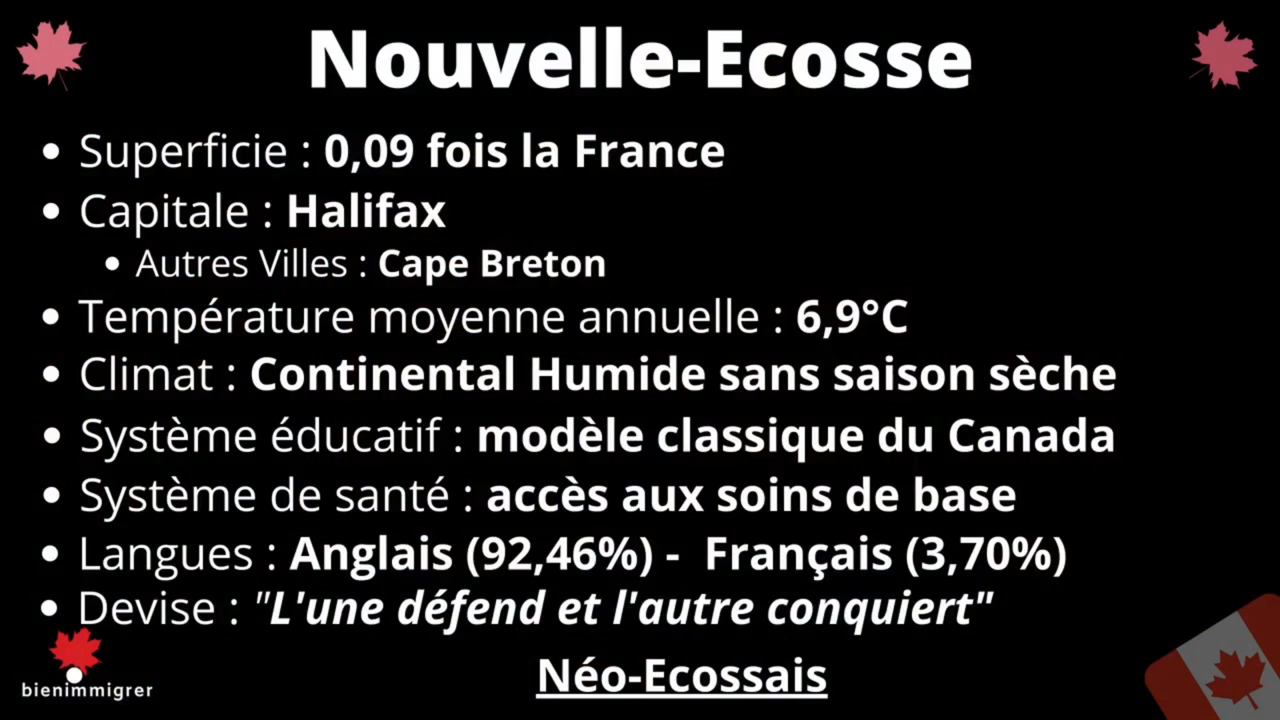 Nouvelle-Ecosse
• Superficie : 0,09 fois la France
• Capitale : Halifax
• Autres Villes : Cape Breton
• Température moyenne annuelle : 6,9°C
• Climat : Continental Humide sans saison sèche
• Système éducatif : modèle classique du Canada
• Système de santé : accès aux soins de base
• Langues : Anglais (92,46%) -  Français (3,70%)
• Devise : "L'une défend et l'autre conquiert"
Néo-Ecossais
bienimmigrer